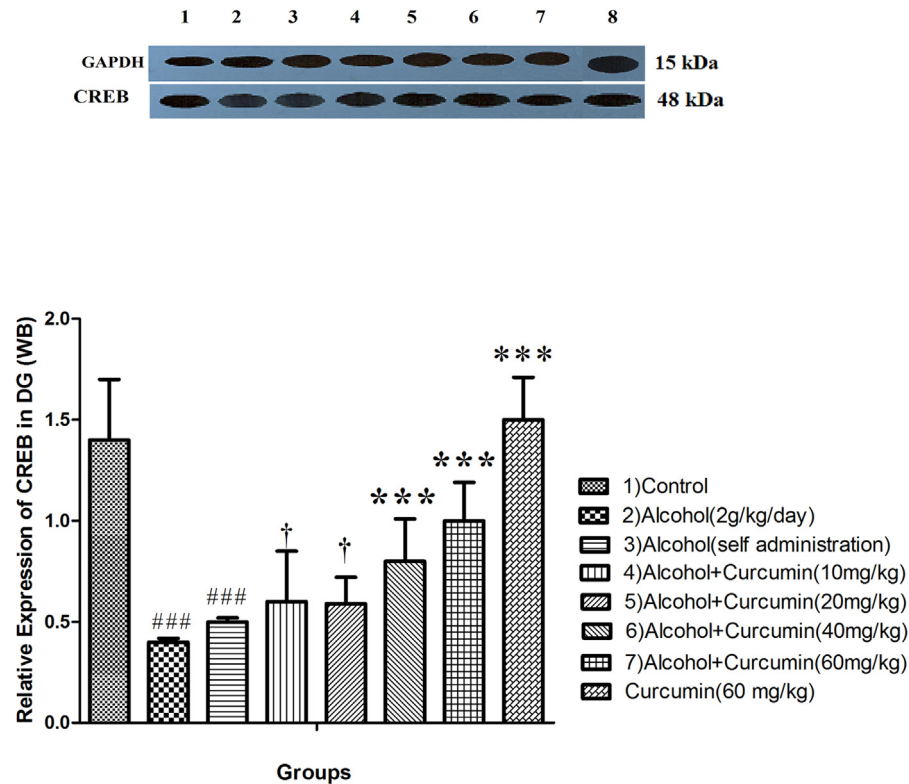 1 2 3 4 5 6 7 8
GAPDH 15 kDa
CREB 48 kDa
Relative Expression of CREB in DG (WB)
2.0
1.5
1.0
0.5
0.0
###
###
†
†
***
***
***
Groups
1)Control
2)Alcohol(2g/kg/day)
3)Alcohol(self administration)
4)Alcohol+Curcumin(10mg/kg)
5)Alcohol+Curcumin(20mg/kg)
6)Alcohol+Curcumin(40mg/kg)
7)Alcohol+Curcumin(60mg/kg)
Curcumin(60 mg/kg)